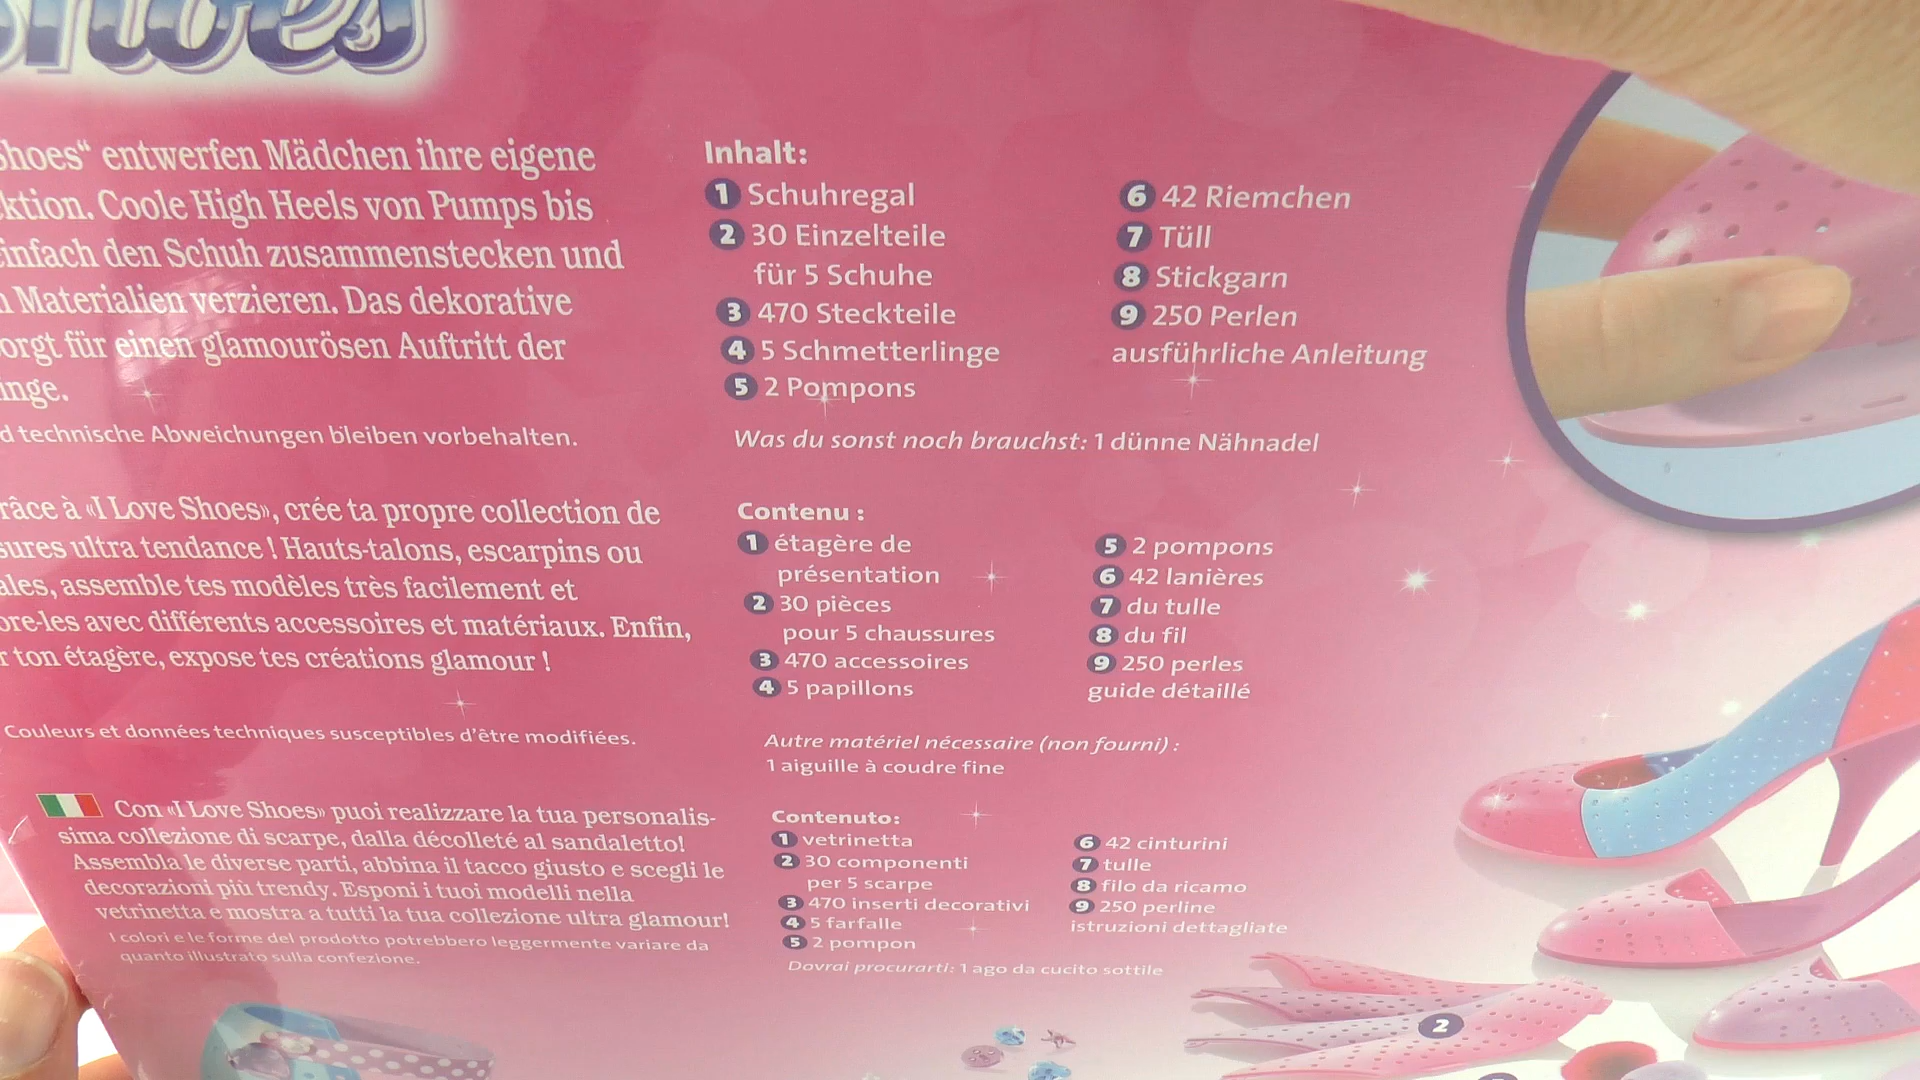 Shoes
Shoes“ entwerfen Mädchen ihre eigene
ktion. Coole High Heels von Pumps bis
infach den Schuh zusammenstecken und
Materialien verzieren. Das dekorative
orgt für einen glamourösen Auftritt der
inge.
d technische Abweichungen bleiben vorbehalten.
Inhalt:
1 Schuhregal
2 30 Einzelteile
für 5 Schuhe
3 470 Steckteile
4 5 Schmetterlinge
5 2 Pompons
6 42 Riemchen
7 Tüll
8 Stickgarn
9 250 Perlen
ausführliche Anleitung
Was du sonst noch brauchst: 1 dünne Nähnadel
râce à «I Love Shoes», crée ta propre collection de
sures ultra tendance ! Hauts-talons, escarpins ou
ales, assemble tes modèles très facilement et
ore-les avec différents accessoires et matériaux. Enfin,
r ton étagère, expose tes créations glamour !
Couleurs et données techniques susceptibles d'être modifiées.
Contenu :
1 étagère de
présentation
2 30 pièces
pour 5 chaussures
3 470 accessoires
4 5 papillons
5 2 pompons
6 42 lanières
7 du tulle
8 du fil
9 250 perles
guide détaillé
Autre matériel nécessaire (non fourni) :
1 aiguille à coudre fine
Con «I Love Shoes» puoi realizzare la tua personalis-
sima collezione di scarpe, dalla décolleté al sandaletto!
Assembla le diverse parti, abbina il tacco giusto e scegli le
decorazioni più trendy. Esponi i tuoi modelli nella
vetrinetta e mostra a tutti la tua collezione ultra glamour!
I colori e le forme del prodotto potrebbero leggermente variare da
quanto illustrato sulla confezione.
Contenuto:
1 vetrinetta
2 30 componenti
per 5 scarpe
3 470 inserti decorativi
4 5 farfalle
5 2 pompon
6 42 cinturini
7 tulle
8 filo da ricamo
9 250 perline
istruzioni dettagliate
Dovrai procurarti: 1 ago da cucito sottile
2